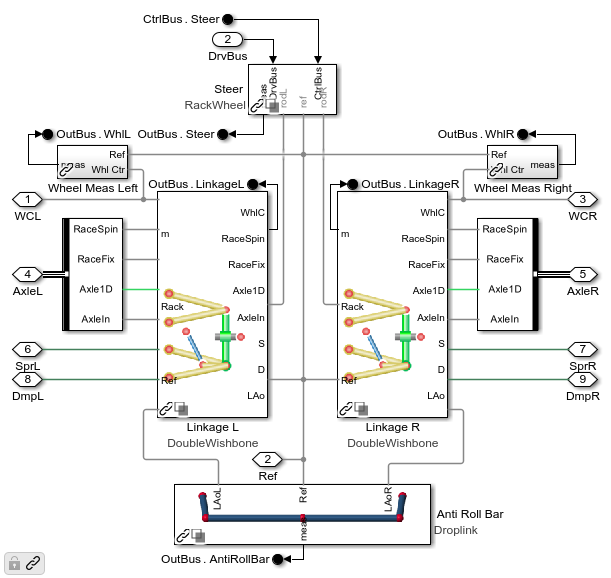 CtrlBus . Steer
2
DrvBus
Steer
RackWheel
meas
DrvBus
CtrlBus
rodL
ref
rodR
OutBus . WhlL
OutBus . Steer
OutBus . WhlR
Ref
meas
Whl Ctr
Wheel Meas Left
Ref
Whl Ctr
meas
Wheel Meas Right
OutBus . LinkageL
OutBus . LinkageR
1
WCL
3
WCR
RaceSpin
RaceFix
Axle1D
AxleIn
4
AxleL
m
Rack
Ref
WhlC
RaceSpin
RaceFix
Axle1D
AxleIn
S
D
LAo
Linkage L
DoubleWishbone
m
Rack
Ref
WhlC
RaceSpin
RaceFix
Axle1D
AxleIn
S
D
LAo
Linkage R
DoubleWishbone
RaceSpin
RaceFix
Axle1D
AxleIn
5
AxleR
6
SprL
8
DmpL
7
SprR
9
DmpR
2
Ref
LAoL
Ref
LAoR
meas
Anti Roll Bar
Droplink
OutBus . AntiRollBar